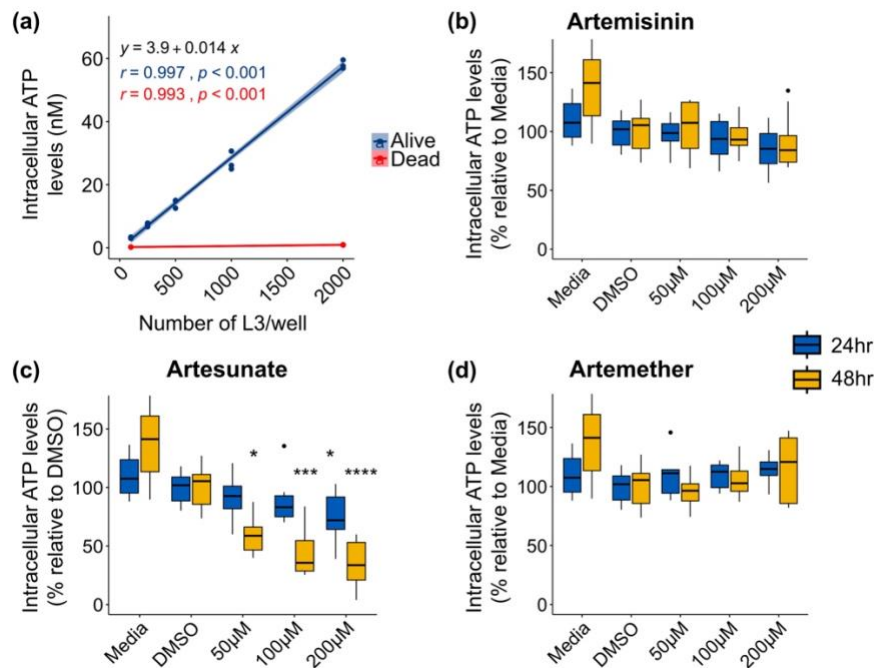 (a)
y = 3.9 + 0.014 x
r = 0.997 , p < 0.001
r = 0.993 , p < 0.001
Intracellular ATP
levels (nM)
60
40
20
0
0
500
1000
1500
2000
Number of L3/well
Alive
Dead
(b)
Artemisinin
Intracellular ATP levels
(% relative to Media)
150
100
50
0
Media
DMSO
50µM
100µM
200µM
24hr
48hr
(c)
Artesunate
Intracellular ATP levels
(% relative to DMSO)
150
100
50
0
*
***
*
****
Media
DMSO
50µM
100µM
200µM
(d)
Artemether
Intracellular ATP levels
(% relative to Media)
150
100
50
0
Media
DMSO
50µM
100µM
200µM